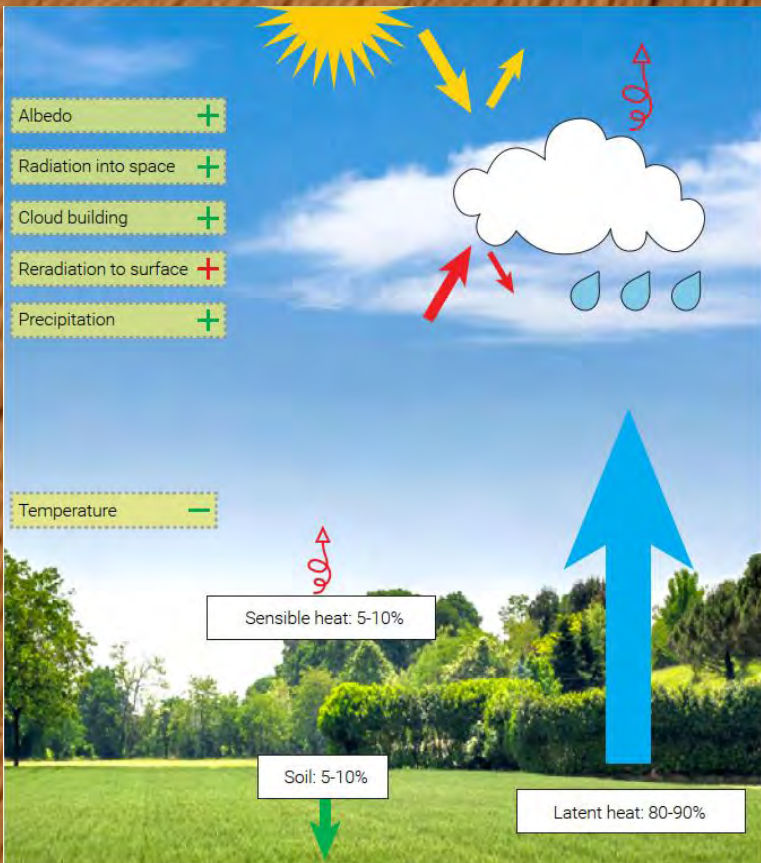 Albedo +
Radiation into space +
Cloud building +
Reradiation to surface +
Precipitation +
Temperature −
Sensible heat: 5-10%
Soil: 5-10%
Latent heat: 80-90%